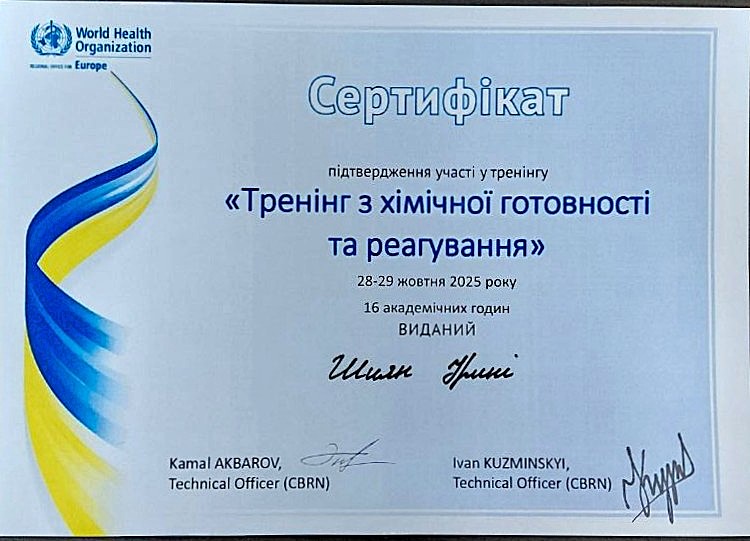 World Health
Organization
REGIONAL OFFICE FOR Europe
Сертифікат
підтвердження участі у тренінгу
«Тренінг з хімічної готовності
та реагування»
28-29 жовтня 2025 року
16 академічних годин
ВИДАНИЙ
Шиян Ірині
Kamal AKBAROV,
Technical Officer (CBRN)
Ivan KUZMINSKYI,
Technical Officer (CBRN)